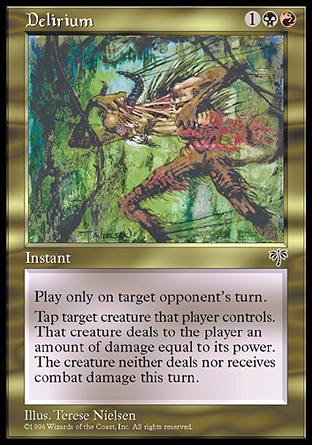 Delirium 1
T. NIELSEN
Instant
Play only on target opponent's turn.
Tap target creature that player controls.
That creature deals to the player an
amount of damage equal to its power.
The creature neither deals nor receives
combat damage this turn.
Illus. Terese Nielsen
©1996 Wizards of the Coast, Inc. All rights reserved.